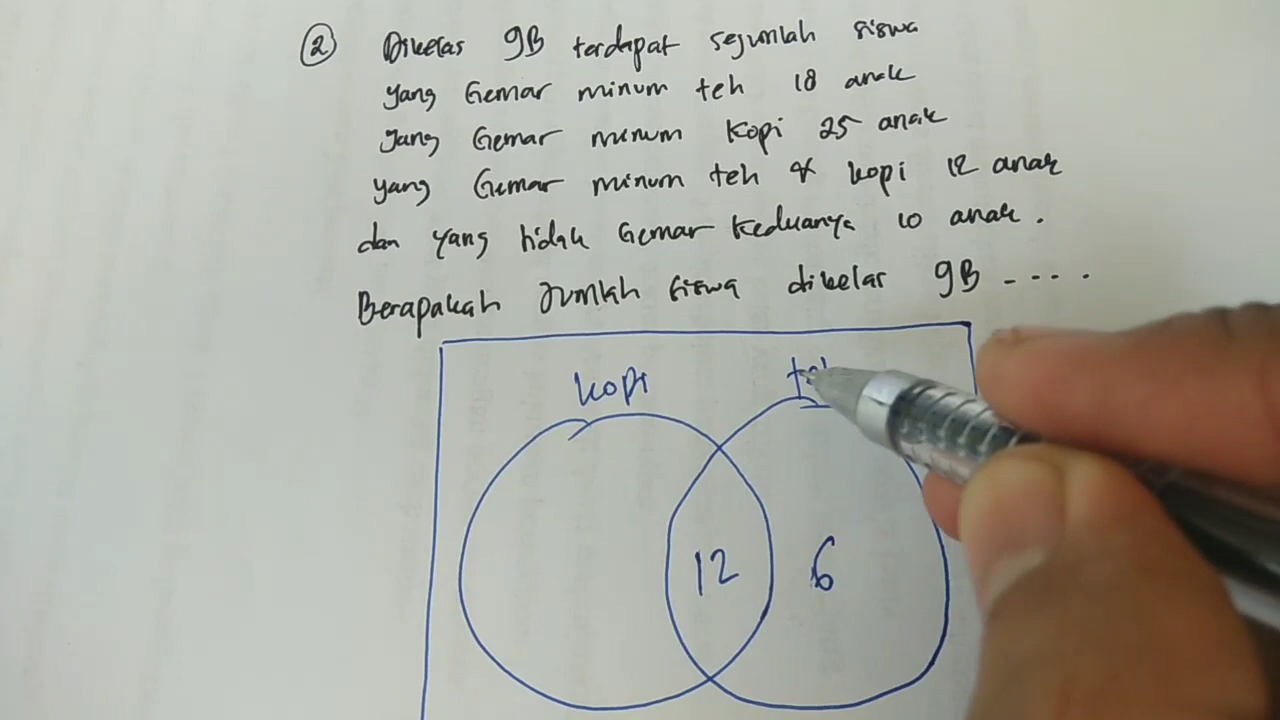 2 Dikelas 9B terdapat sejumlah siswa
yang Gemar minum teh 18 anak
yang Gemar minum kopi 25 anak
yang Gemar minum teh & kopi 12 anak
dan yang tidak Gemar keduanya 10 anak.
Berapakah Jumlah siswa dikelas 9B ----.
kopi teh
12 6